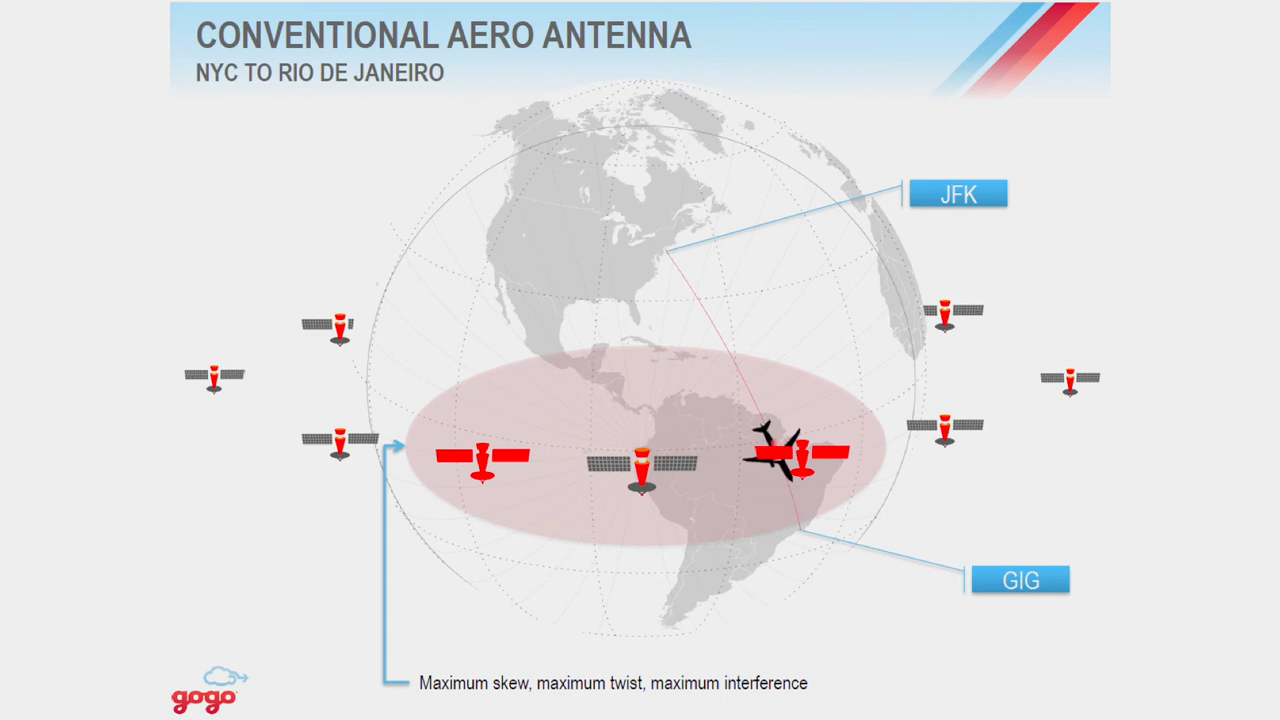 CONVENTIONAL AERO ANTENNA
NYC TO RIO DE JANEIRO
JFK
GIG
Maximum skew, maximum twist, maximum interference
gogo